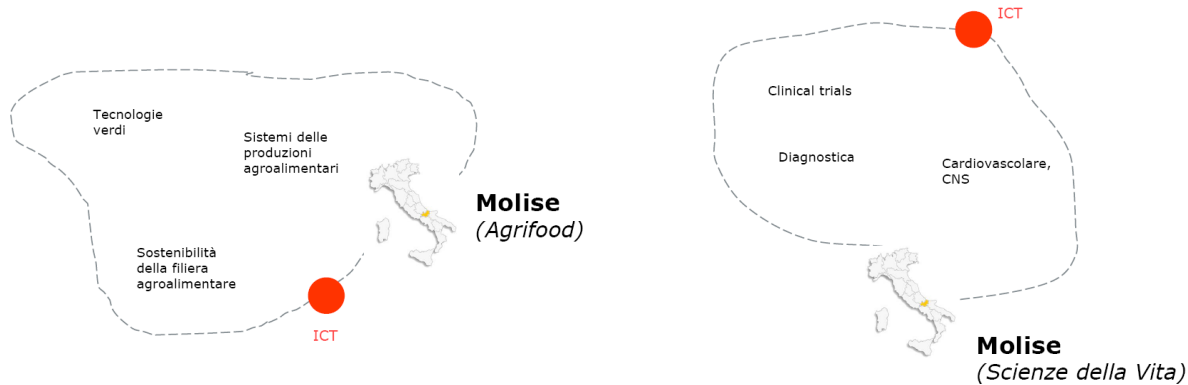 Tecnologie
verdi
Sistemi delle
produzioni
agroalimentari
Molise
(Agrifood)
Sostenibilità
della filiera
agroalimentare
ICT
ICT
Clinical trials
Diagnostica
Cardiovascolare,
CNS
Molise
(Scienze della Vita)